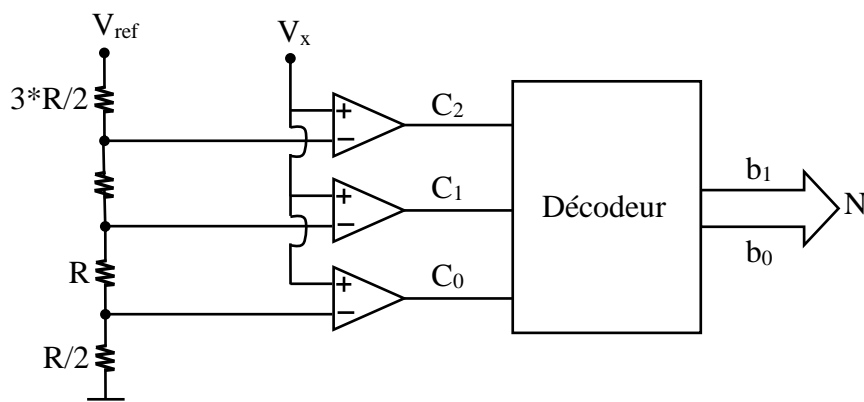 V_ref
V_x
3*R/2
+
−
C_2
+
−
C_1
Décodeur
b_1
N
b_0
R
+
−
C_0
R/2